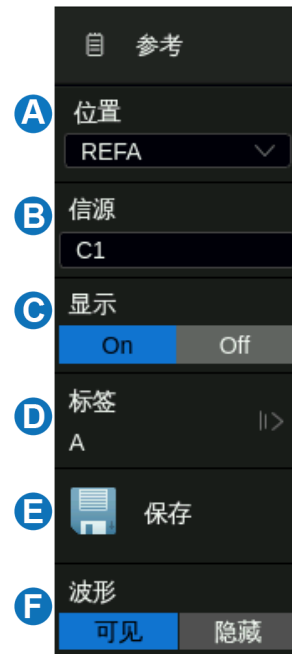 参考
A 位置
REFA
B 信源
C1
C 显示
On Off
D 标签
A
E 保存
F 波形
可见 隐藏